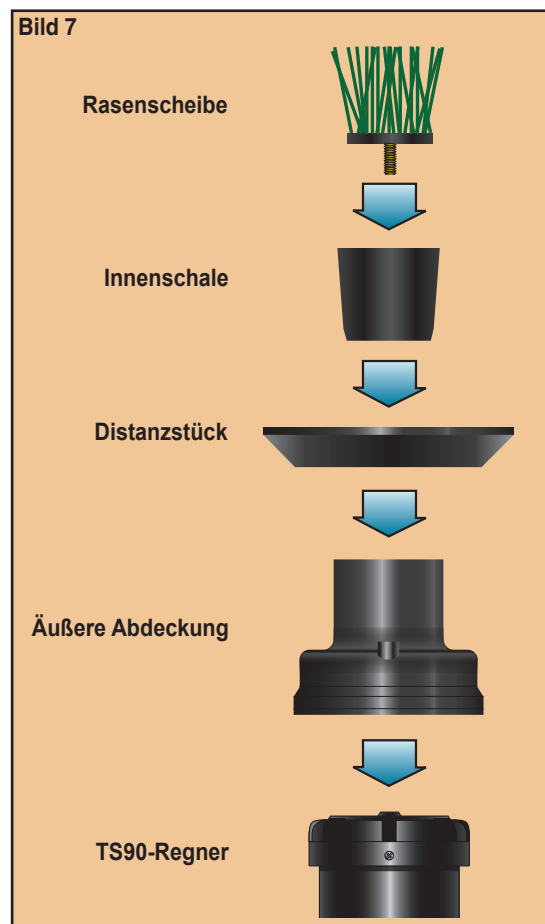 Bild 7
Rasenscheibe
Innenschale
Distanzstück
Äußere Abdeckung
TS90-Regner